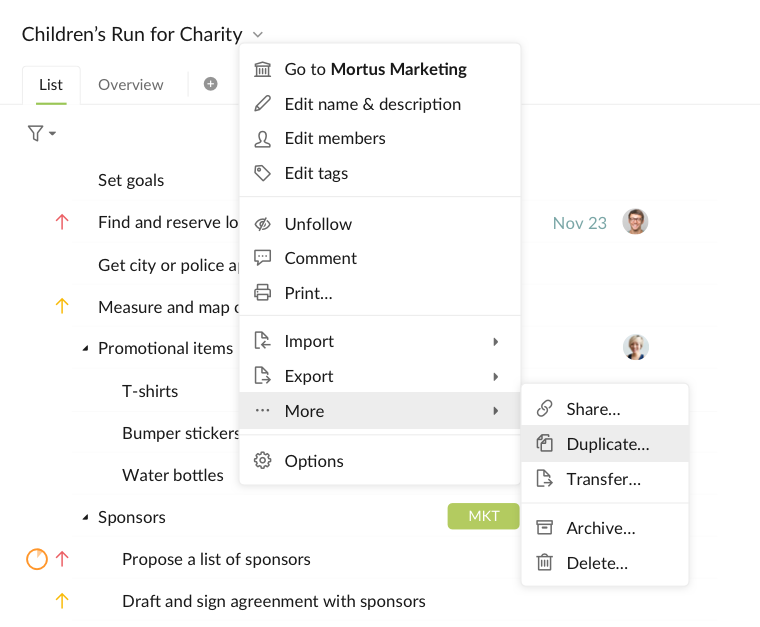 Children's Run for Charity
List Overview
Set goals
Find and reserve lo
Nov 23
Get city or police a
Measure and map
Promotional items
T-shirts
Bumper stickers
Water bottles
Sponsors
MKT
Propose a list of sponsors
Draft and sign agreement with sponsors
Go to Mortus Marketing
Edit name & description
Edit members
Edit tags
Unfollow
Comment
Print...
Import
Export
More
Options
Share...
Duplicate...
Transfer...
Archive...
Delete...